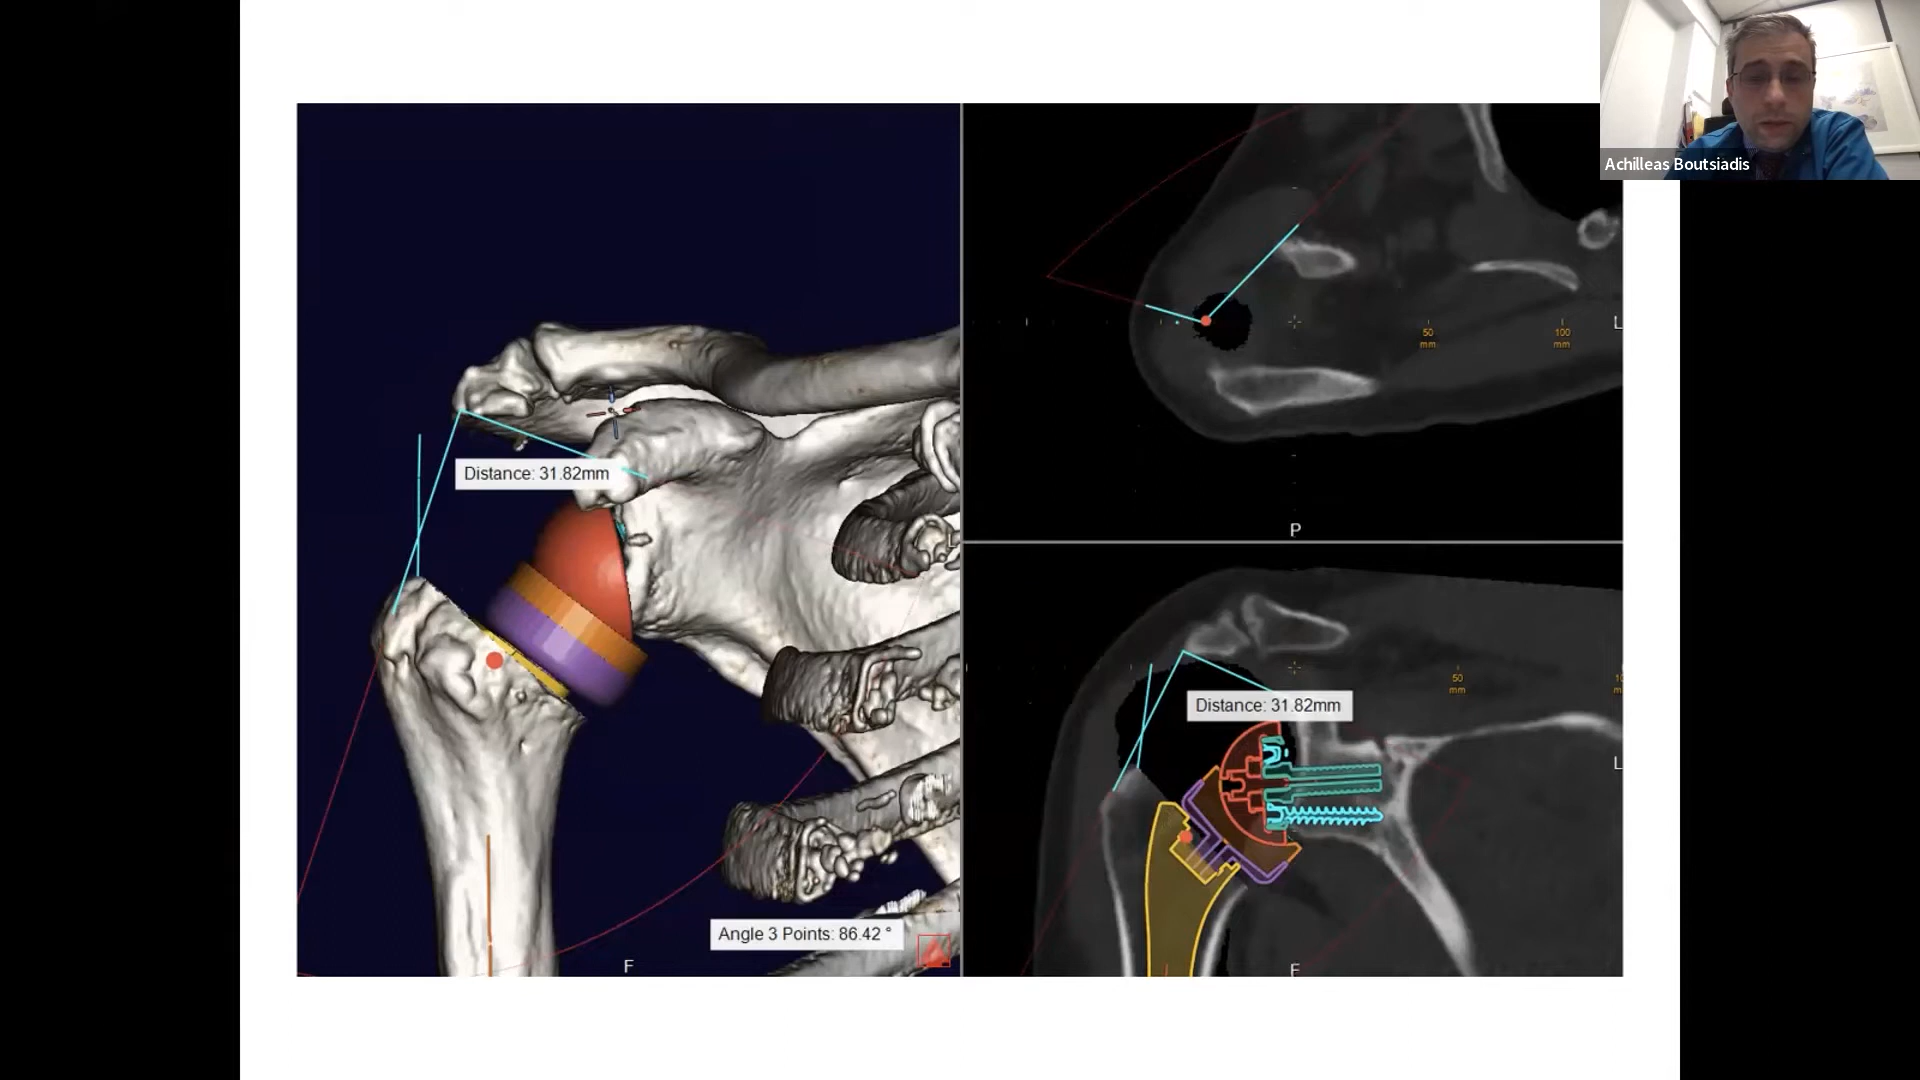 Achilleas Boutsiadis
Distance: 31.82mm
Angle 3 Points: 86.42 °
F
L
50
mm
100
mm
L
P
Distance: 31.82mm
50
mm
L
F